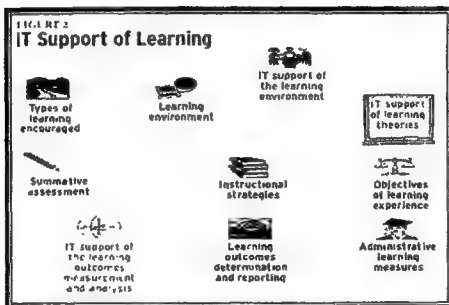 FIGURE 2
IT Support of Learning
IT support of
the learning
environment
Types of
learning
encouraged
Learning
environment
IT support
of learning
theories
Summative
assessment
Instructional
strategies
Objectives
of learning
experience
IT support of
the learning
outcomes
measurement
and analysis
Learning
outcomes
determination
and reporting
Administrative
learning
measures